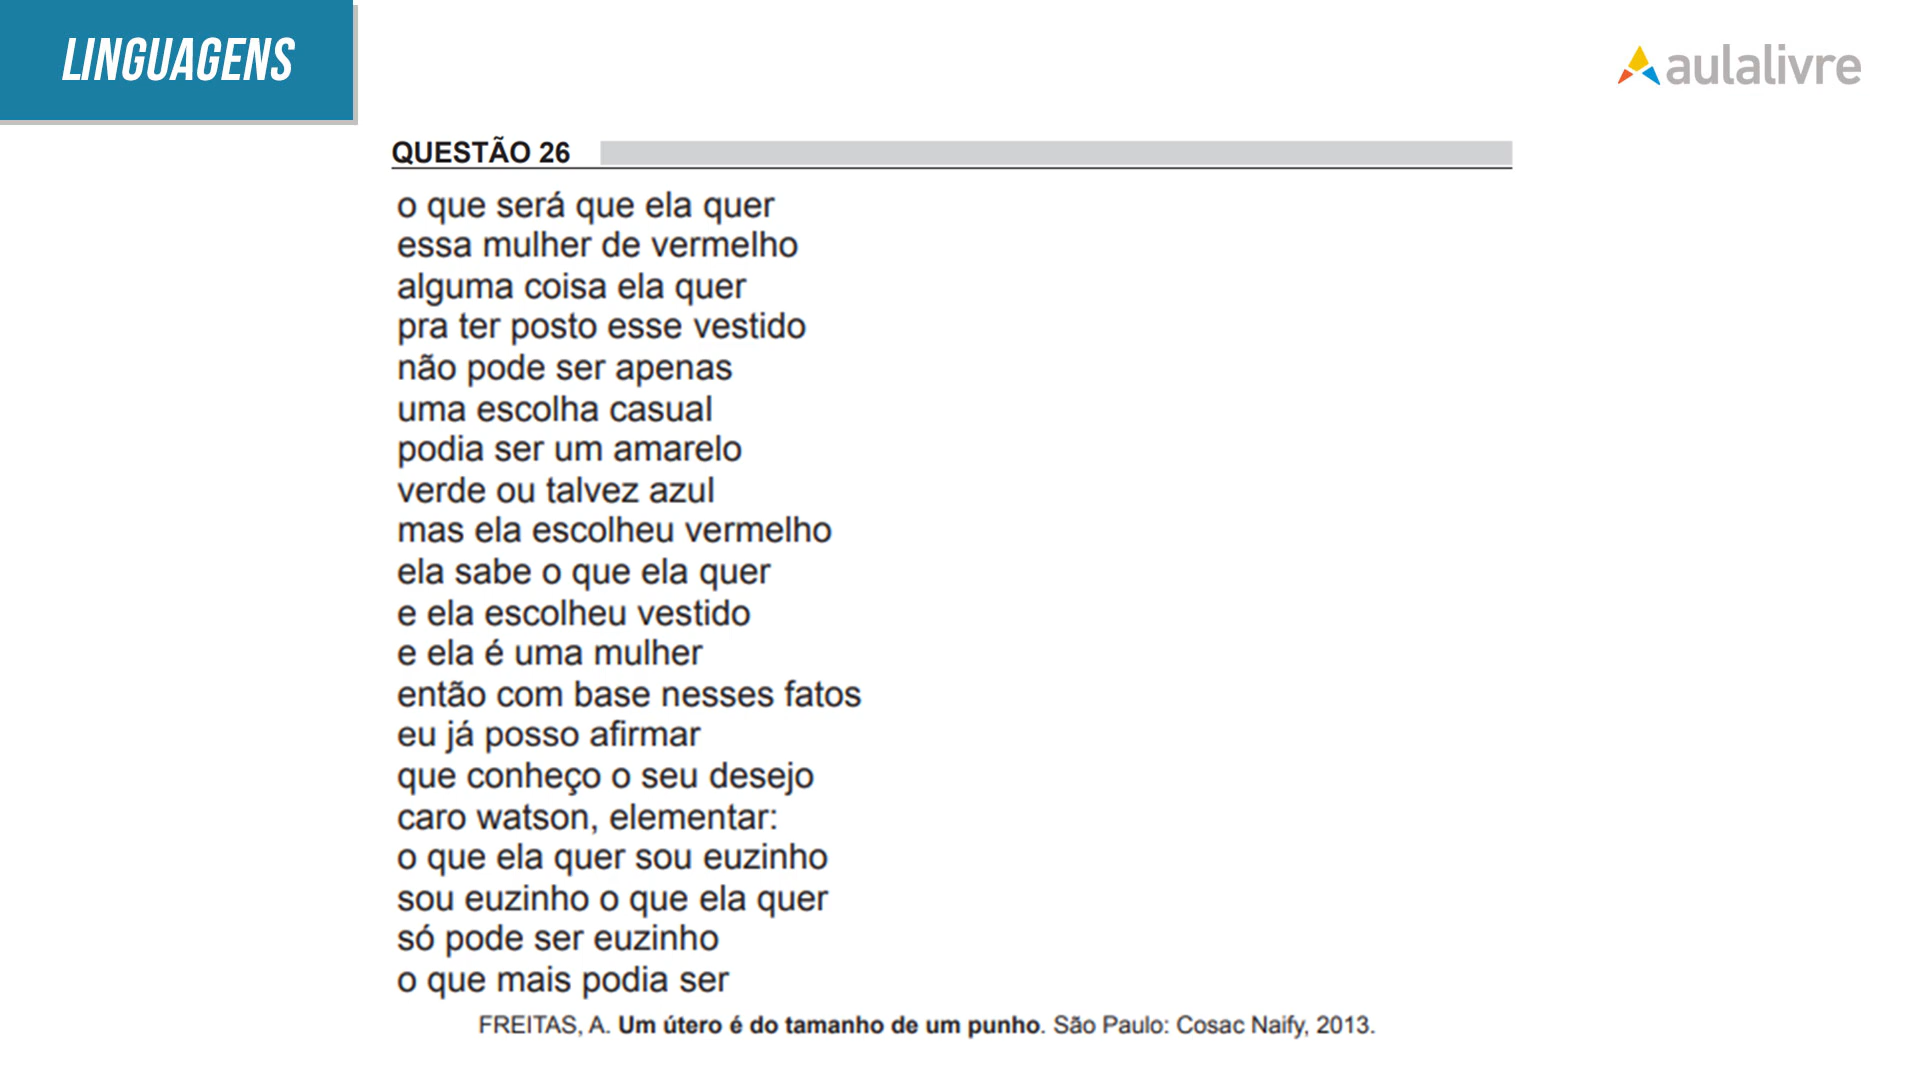 LINGUAGENS
aulalivre
QUESTÃO 26
o que será que ela quer
essa mulher de vermelho
alguma coisa ela quer
pra ter posto esse vestido
não pode ser apenas
uma escolha casual
podia ser um amarelo
verde ou talvez azul
mas ela escolheu vermelho
ela sabe o que ela quer
e ela escolheu vestido
e ela é uma mulher
então com base nesses fatos
eu já posso afirmar
que conheço o seu desejo
caro watson, elementar:
o que ela quer sou euzinho
sou euzinho o que ela quer
só pode ser euzinho
o que mais podia ser
FREITAS, A. Um útero é do tamanho de um punho. São Paulo: Cosac Naify, 2013.